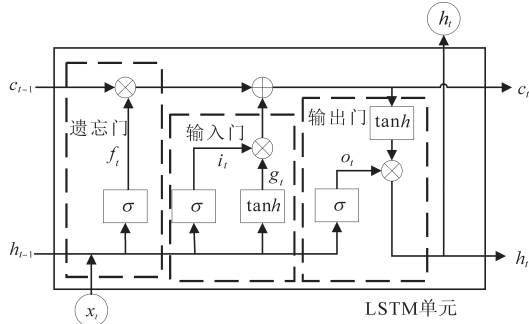 h_t
c_{t-1}
c_t
遗忘门
输入门
输出门
tanh
f_t
i_t
g_t
o_t
σ
σ
tanh
σ
h_{t-1}
h_t
x_t
LSTM单元